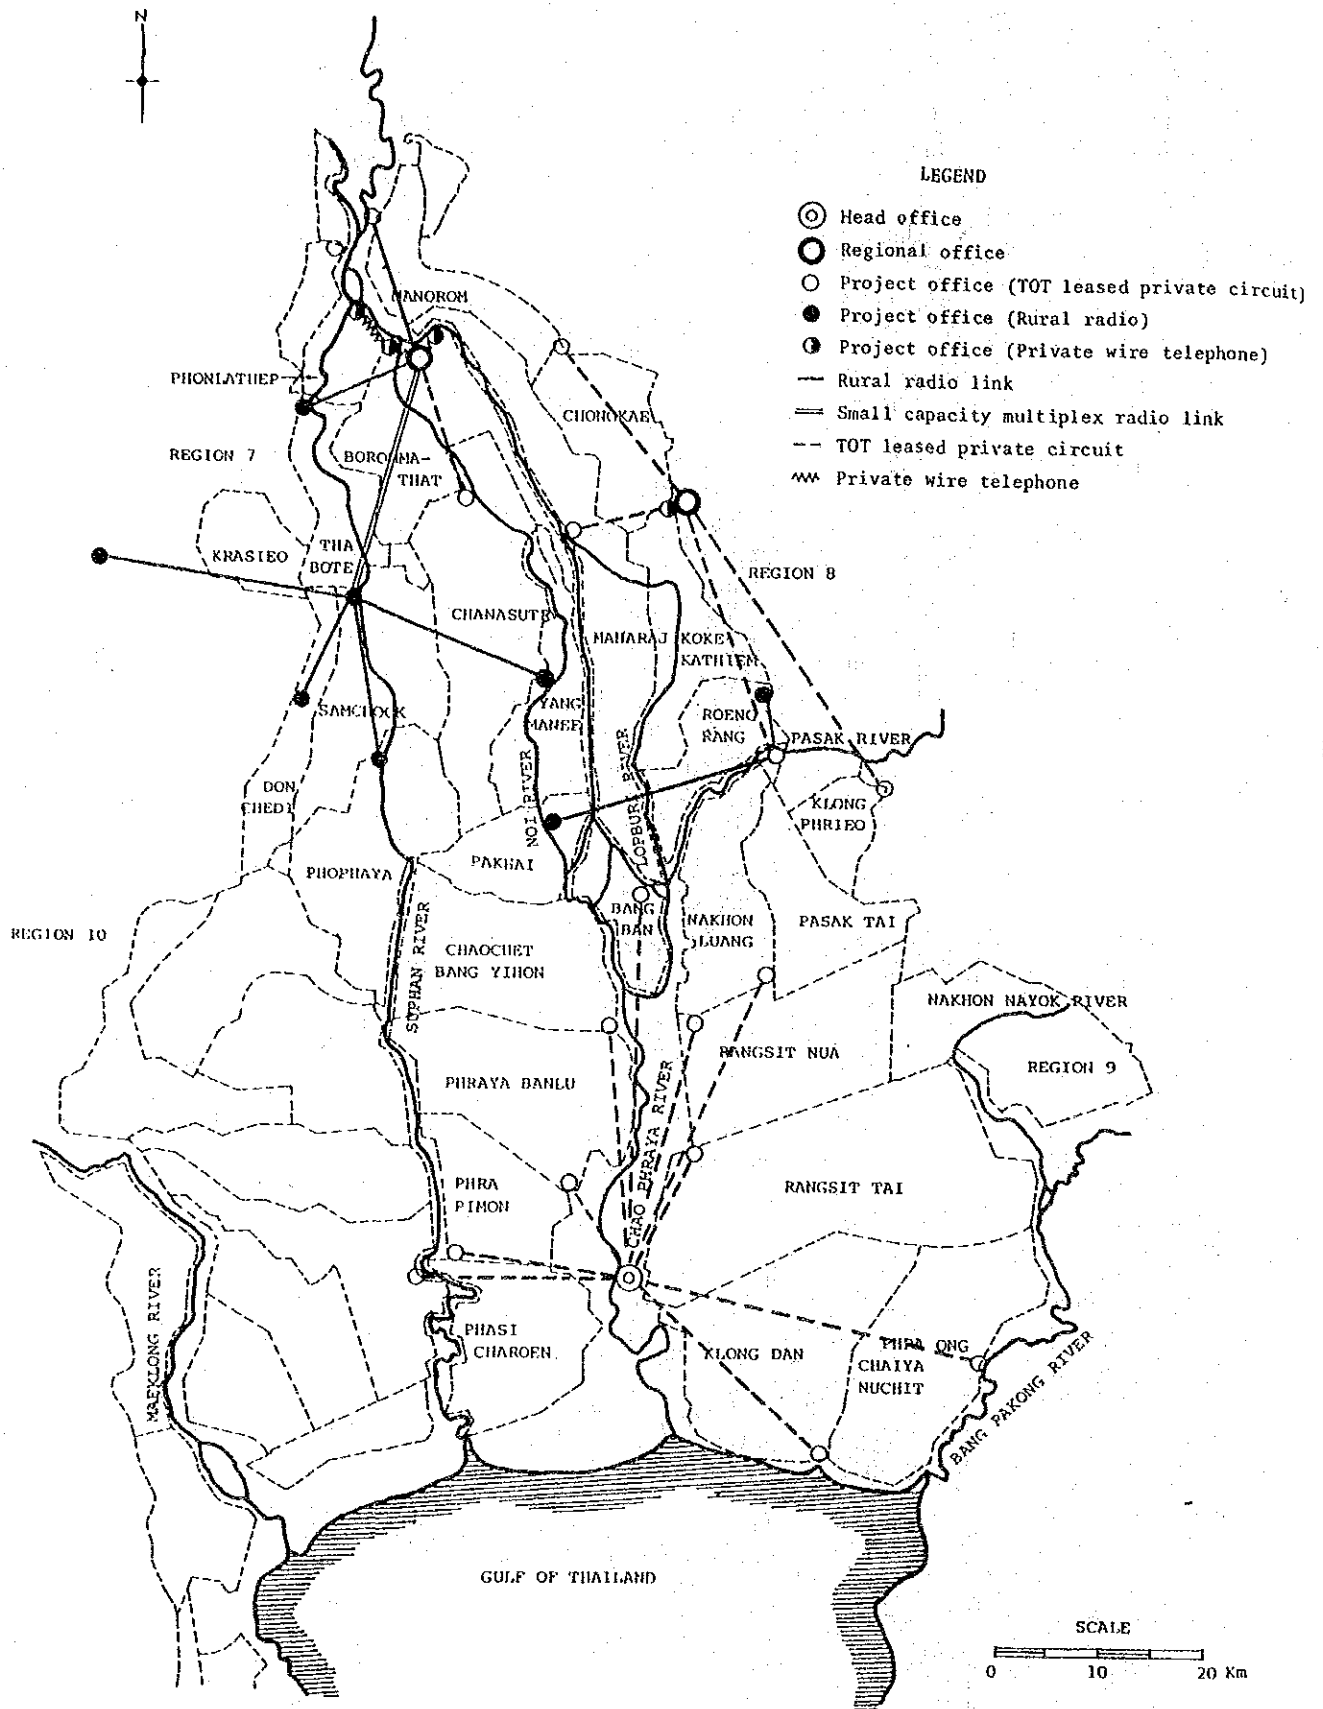 N
LEGEND
Head office
Regional office
Project office (TOT leased private circuit)
Project office (Rural radio)
Project office (Private wire telephone)
Rural radio link
Small capacity multiplex radio link
TOT leased private circuit
Private wire telephone
MANOROM
PHONLATHEP
CHONGKAE
REGION 7
BOROMMA-
THAT
KRASIEO
THA
BOTE
REGION 8
CHANASUTE
MAHARAJ
KOKE
KATHIEM
SAMCHOOK
YANG
MANEE
ROENG
RANG
PASAK RIVER
DON
CHEDI
NOI RIVER
LOPBURI RIVER
KLONG
PHRIEO
PHOPHAYA
PAKHAI
BANG
BAN
NAKHON
LUANG
PASAK TAI
REGION 10
SUPHAN RIVER
CHAOCHET
BANG YIHON
NAKHON NAYOK RIVER
RANGSIT NUA
REGION 9
PHRAYA BANLU
CHAO PHRAYA RIVER
PHRA
PIMON
RANGSIT TAI
MAEKLONG RIVER
PHASI
CHAROEN
KLONG DAN
PHRA ONG
CHAIYA
NUCHIT
BANG PAKONG RIVER
GULF OF THAILAND
SCALE
0 10 20 Km